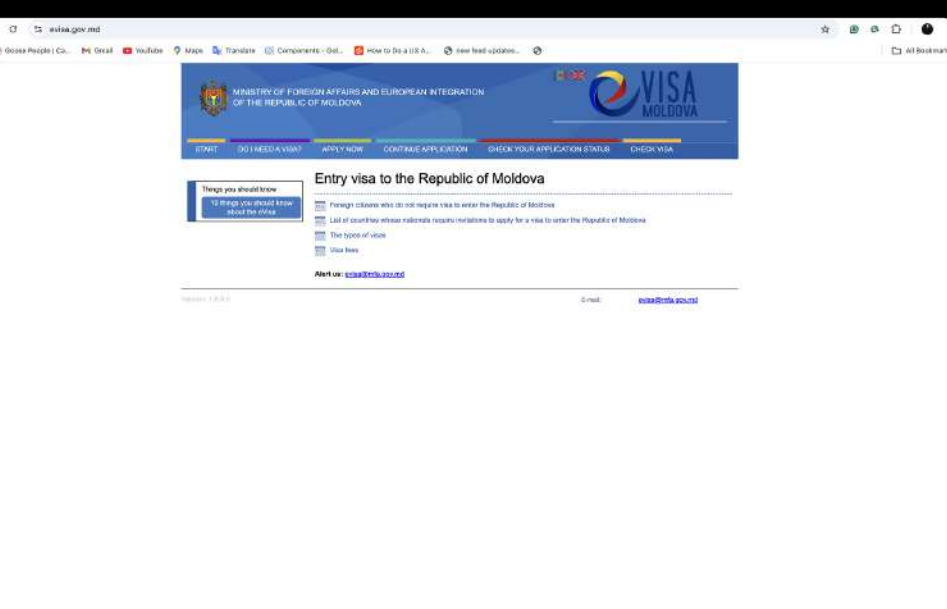 evisa.gov.md
Goose People | Ca... Gmail YouTube Maps Translate Components - Gel... How to Do a UX A... new feed updates...
All Bookmar
MINISTRY OF FOREIGN AFFAIRS AND EUROPEAN INTEGRATION
OF THE REPUBLIC OF MOLDOVA
VISA
MOLDOVA
START DO I NEED A VISA? APPLY NOW CONTINUE APPLICATION CHECK YOUR APPLICATION STATUS CHECK VISA
Things you should know
10 things you should know
about the eVisa
Entry visa to the Republic of Moldova
Foreign citizens who do not require visa to enter the Republic of Moldova
List of countries whose nationals require invitations to apply for a visa to enter the Republic of Moldova
The types of visas
Visa fees
Alert us: evisa@mfa.gov.md
E-mail: evisa@mfa.gov.md